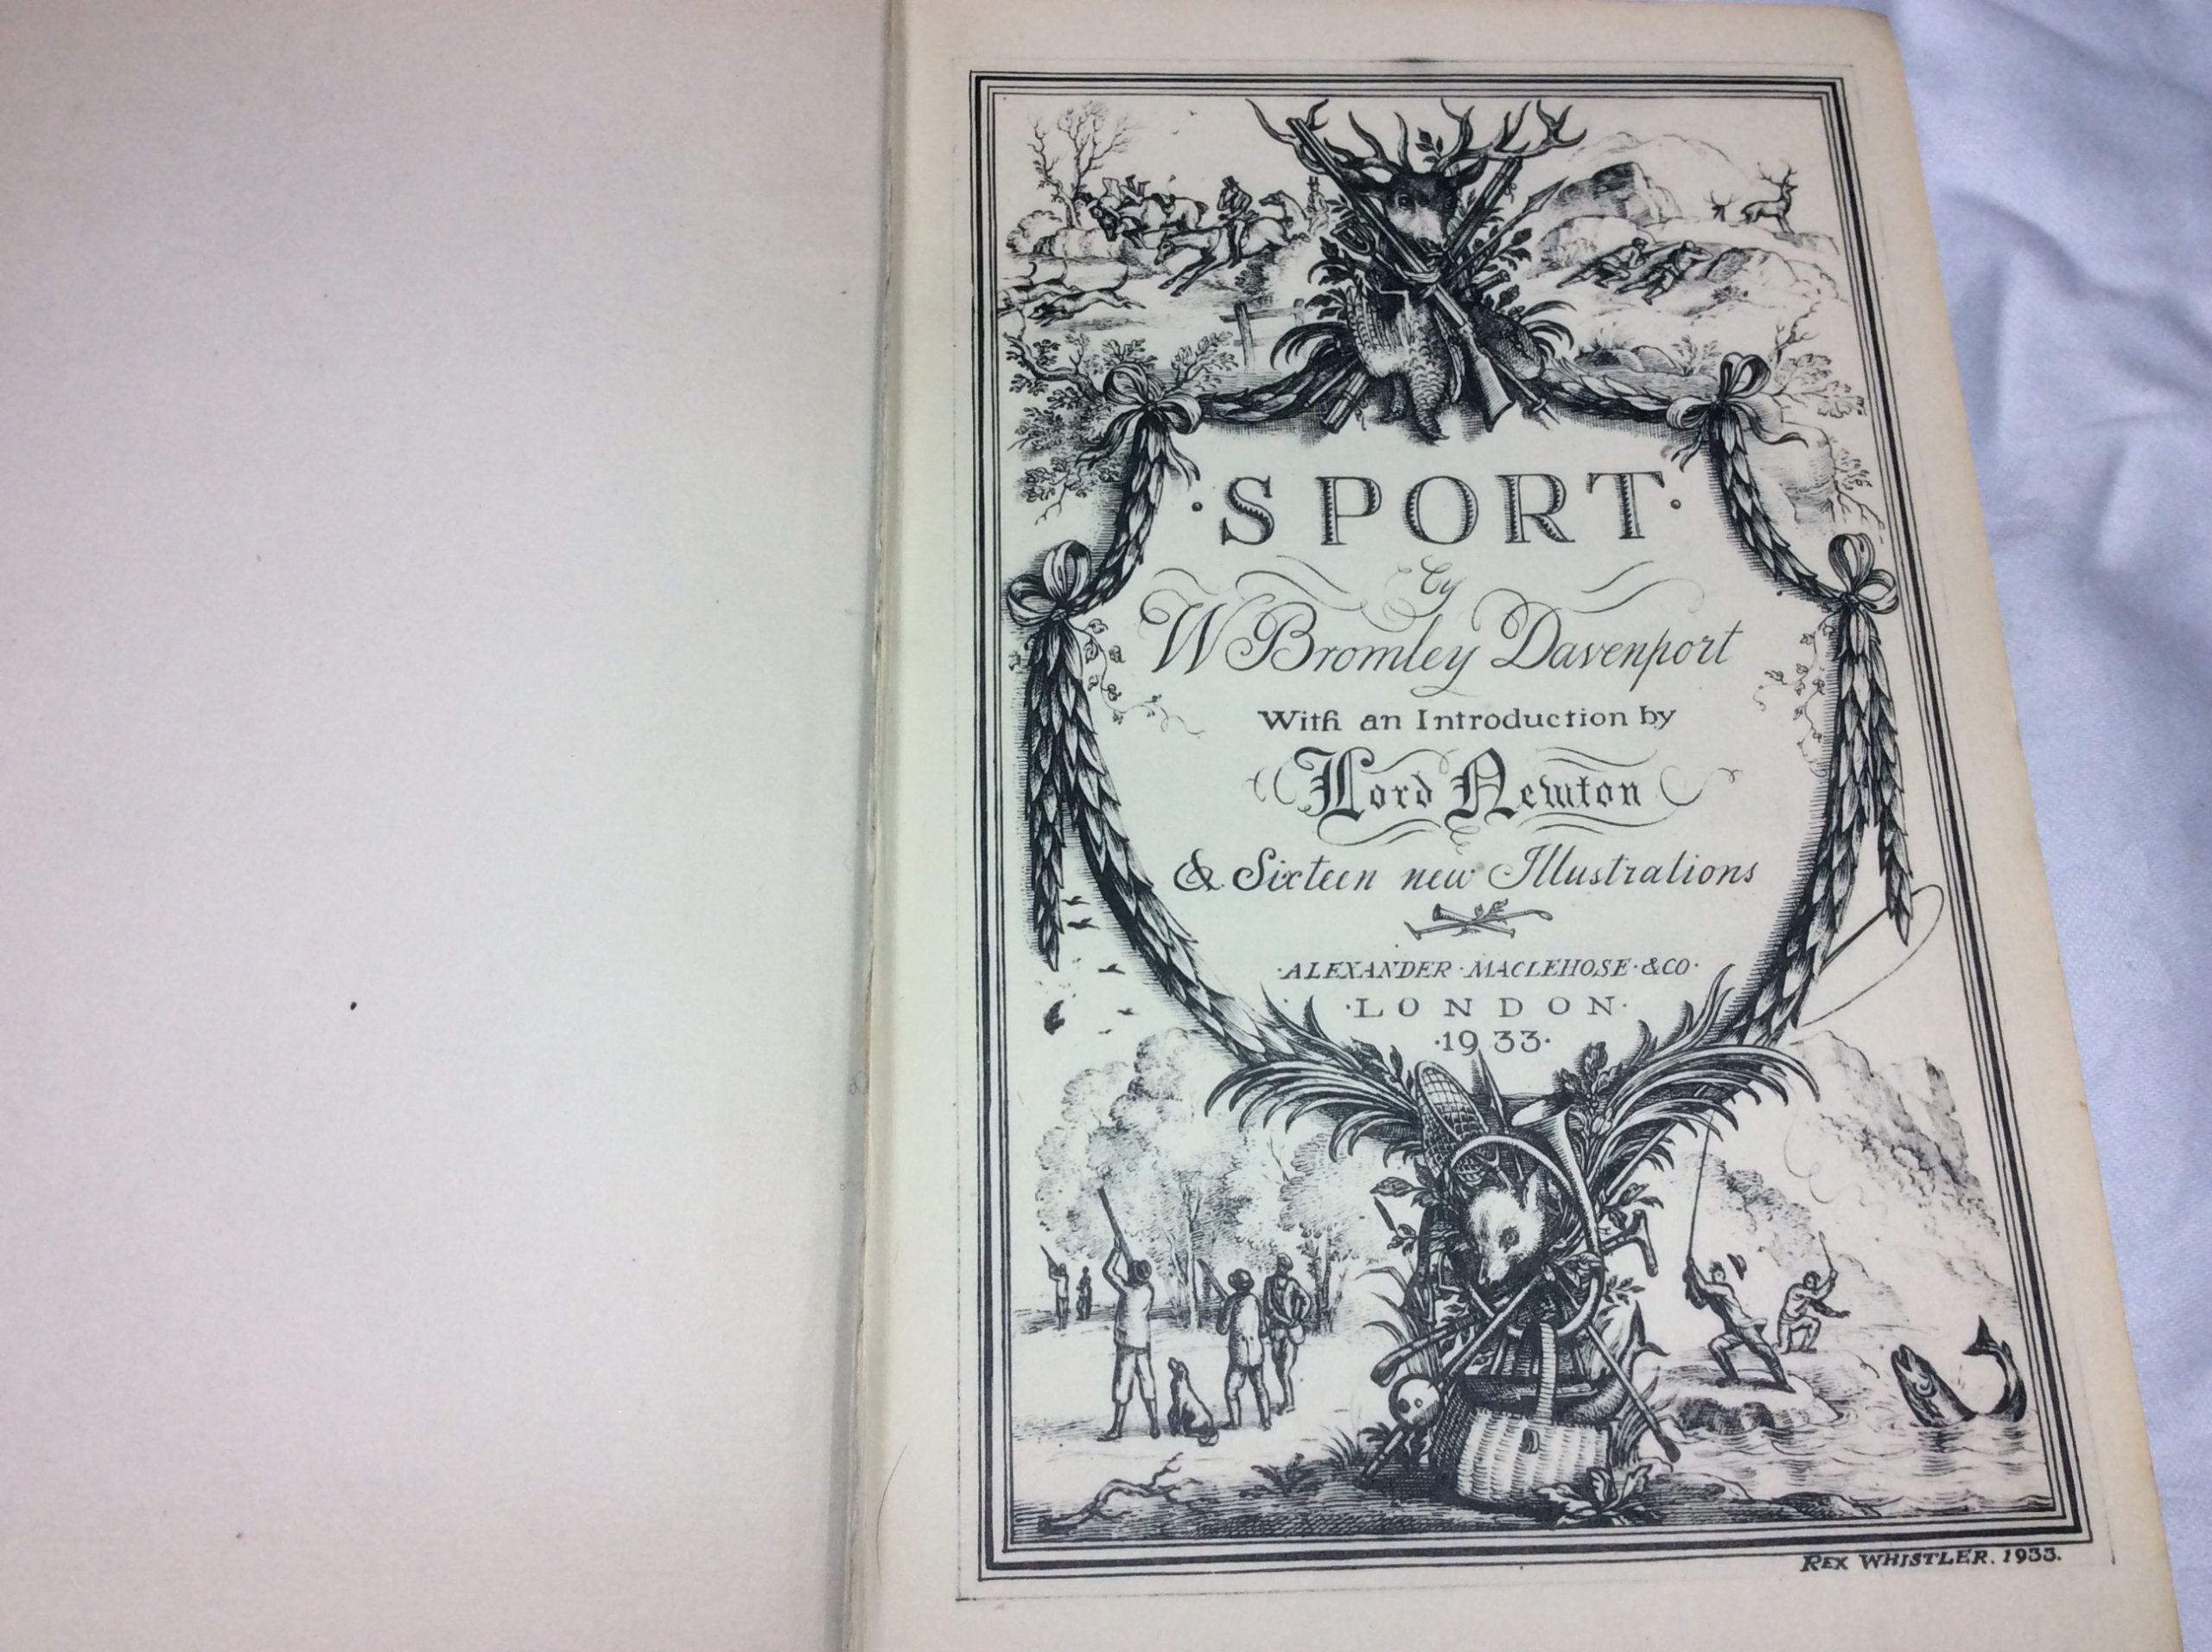 ·SPORT·
by
W Bromley Davenport
With an Introduction by
Lord Newton
& Sixteen new Illustrations
·ALEXANDER·MACLEHOSE·&CO·
·LONDON·
·1933·
REX WHISTLER. 1933.